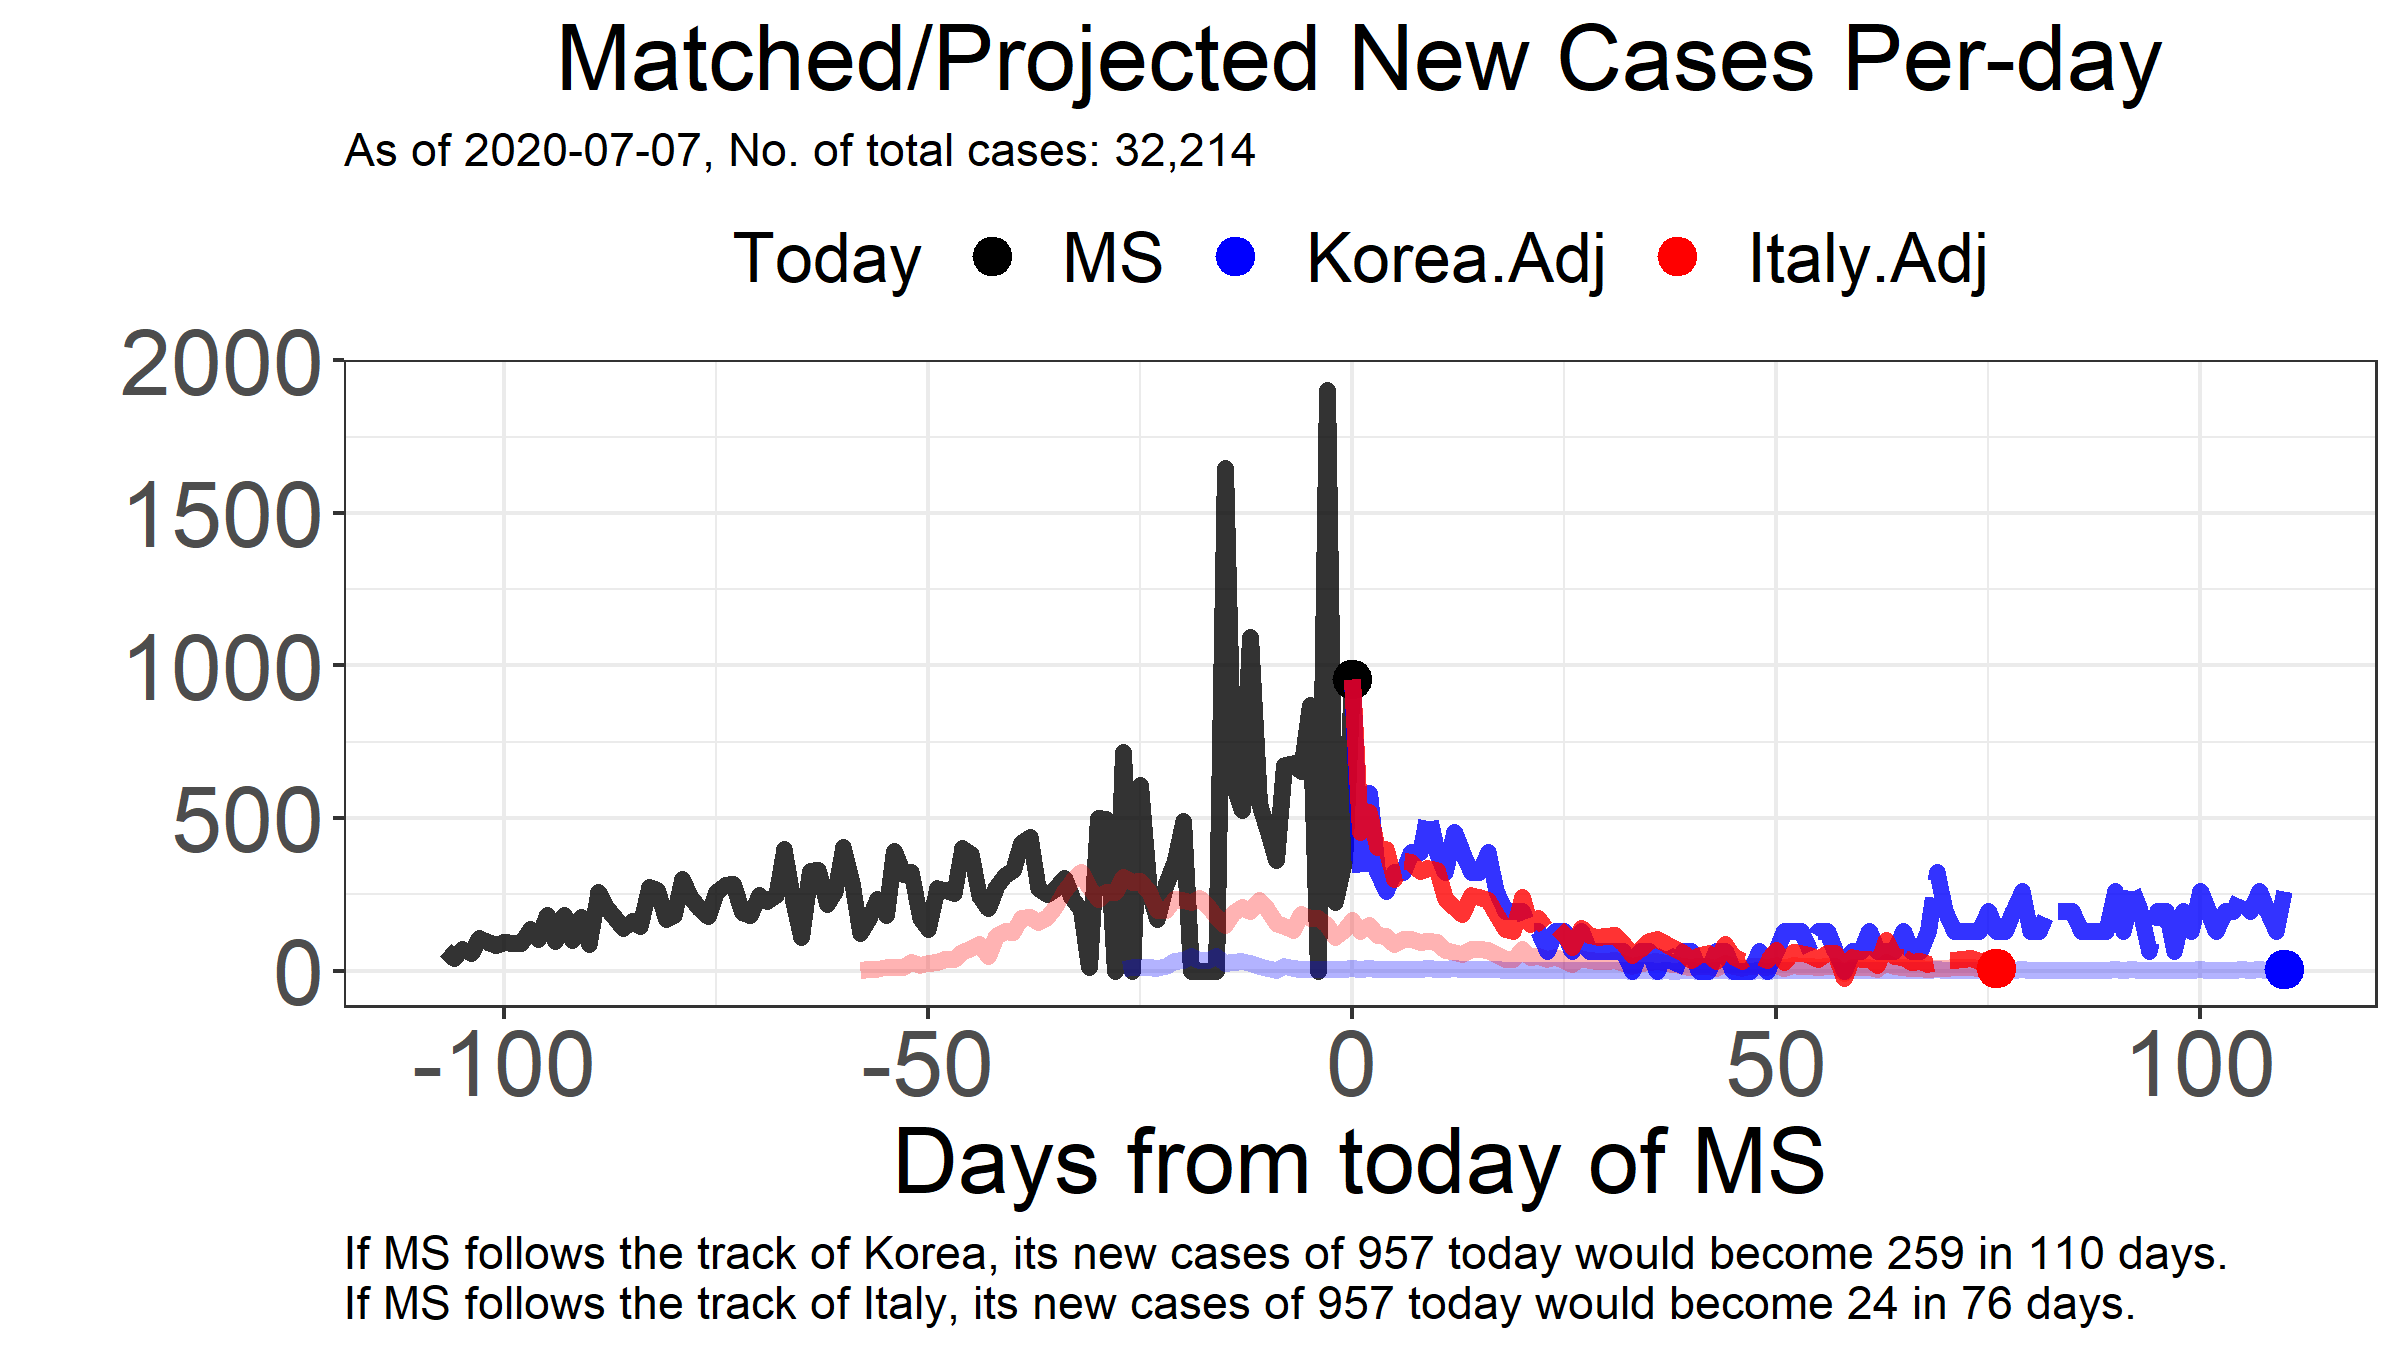 Matched/Projected New Cases Per-day
As of 2020-07-07, No. of total cases: 32,214
Today MS Korea.Adj Italy.Adj
2000
1500
1000
500
0
-100 -50 0 50 100
Days from today of MS
If MS follows the track of Korea, its new cases of 957 today would become 259 in 110 days.
If MS follows the track of Italy, its new cases of 957 today would become 24 in 76 days.